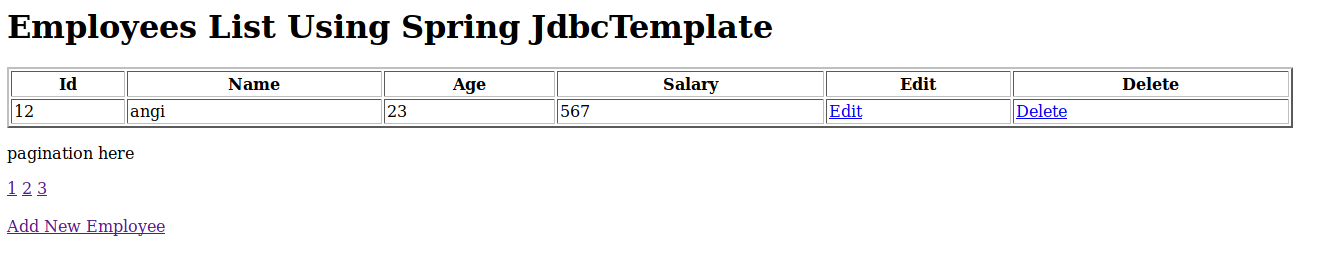 Employees List Using Spring JdbcTemplate
Id Name Age Salary Edit Delete
12 angi 23 567 Edit Delete
pagination here
1 2 3
Add New Employee